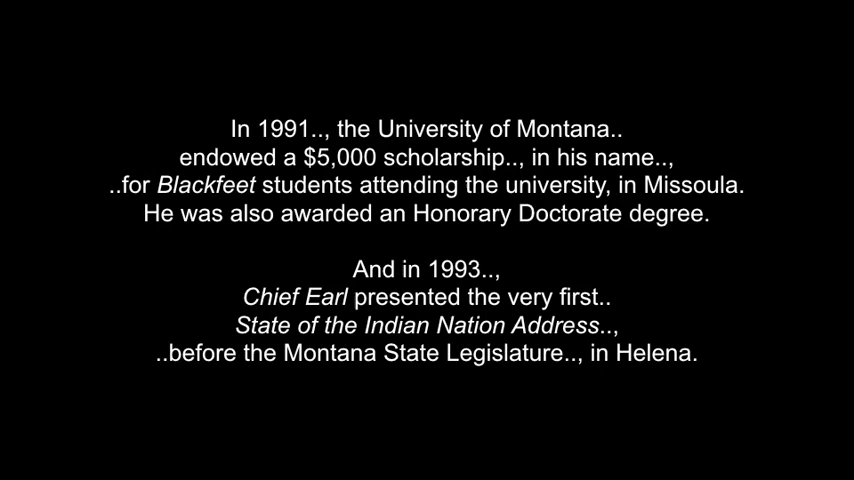 In 1991.., the University of Montana..
endowed a $5,000 scholarship.., in his name..,
..for Blackfeet students attending the university, in Missoula.
He was also awarded an Honorary Doctorate degree.
And in 1993..,
Chief Earl presented the very first..
State of the Indian Nation Address..,
..before the Montana State Legislature.., in Helena.